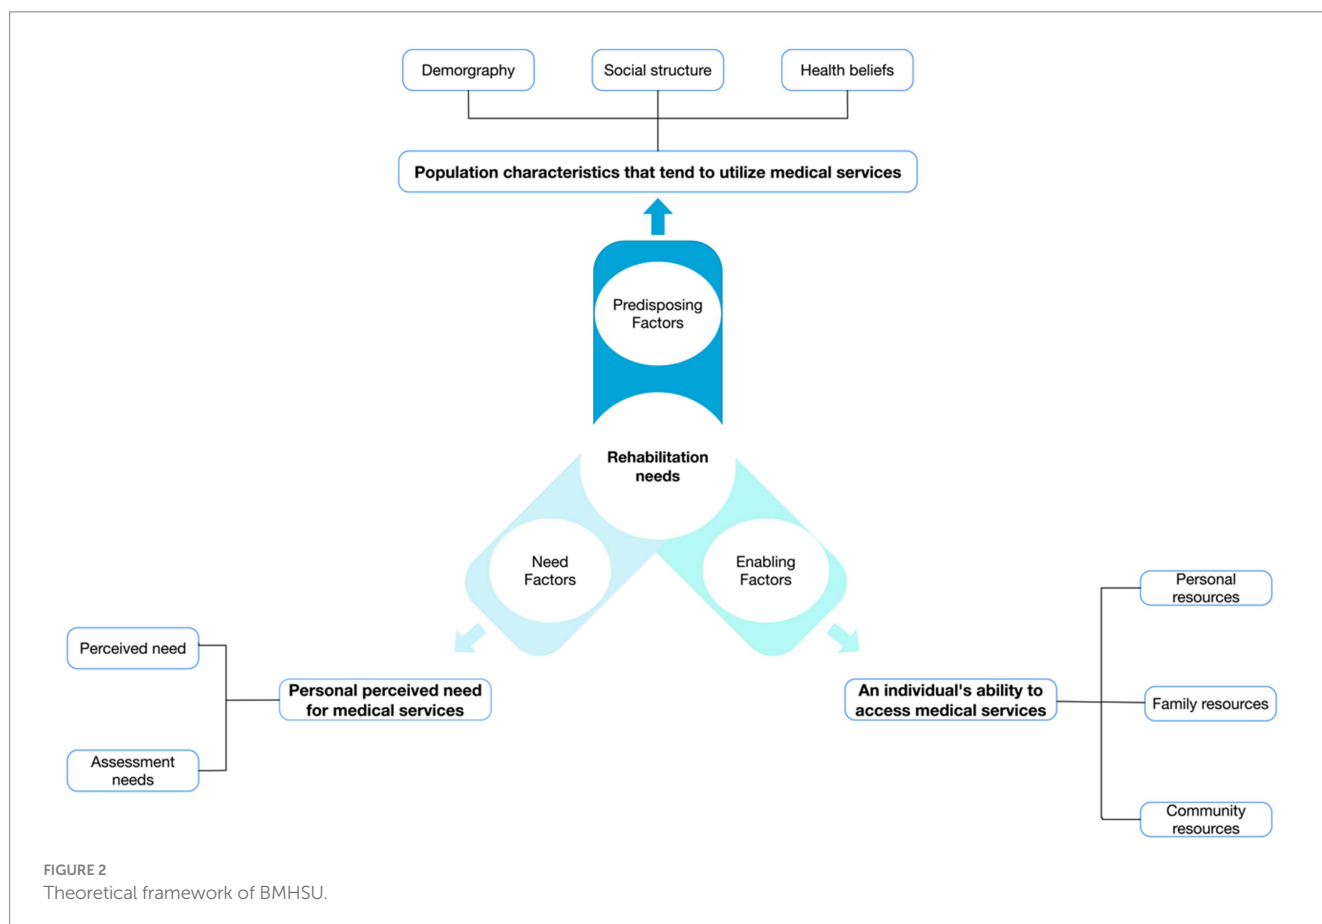 Demorgraphy
Social structure
Health beliefs
Population characteristics that tend to utilize medical services
Predisposing
Factors
Rehabilitation
needs
Need
Factors
Enabling
Factors
Perceived need
Assessment
needs
Personal perceived need
for medical services
An individual's ability to
access medical services
Personal
resources
Family resources
Community
resources
FIGURE 2
Theoretical framework of BMHSU.